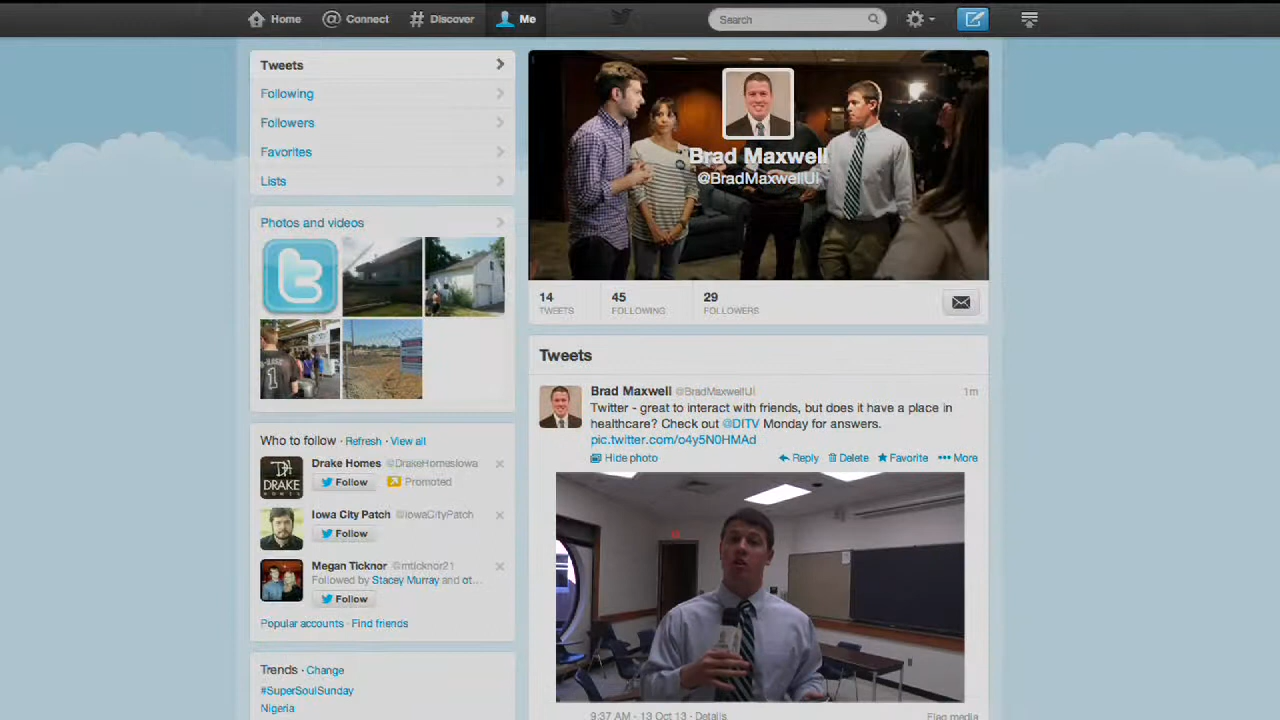 Home
Connect
Discover
Me
Search
Tweets
Following
Followers
Favorites
Lists
Photos and videos
Who to follow · Refresh · View all
DRAKE
HOMES
Drake Homes @DrakeHomesIowa
Follow Promoted
Iowa City Patch @IowaCityPatch
Follow
Megan Ticknor @mticknor21
Followed by Stacey Murray and ot...
Follow
Popular accounts · Find friends
Trends · Change
#SuperSoulSunday
Nigeria
Brad Maxwell
@BradMaxwellUI
14 45 29
TWEETS FOLLOWING FOLLOWERS
Tweets
Brad Maxwell @BradMaxwellUI 1m
Twitter - great to interact with friends, but does it have a place in
healthcare? Check out @DITV Monday for answers.
pic.twitter.com/o4y5N0HMAd
Hide photo Reply Delete Favorite More
9:37 AM - 13 Oct 13 · Details Flag media